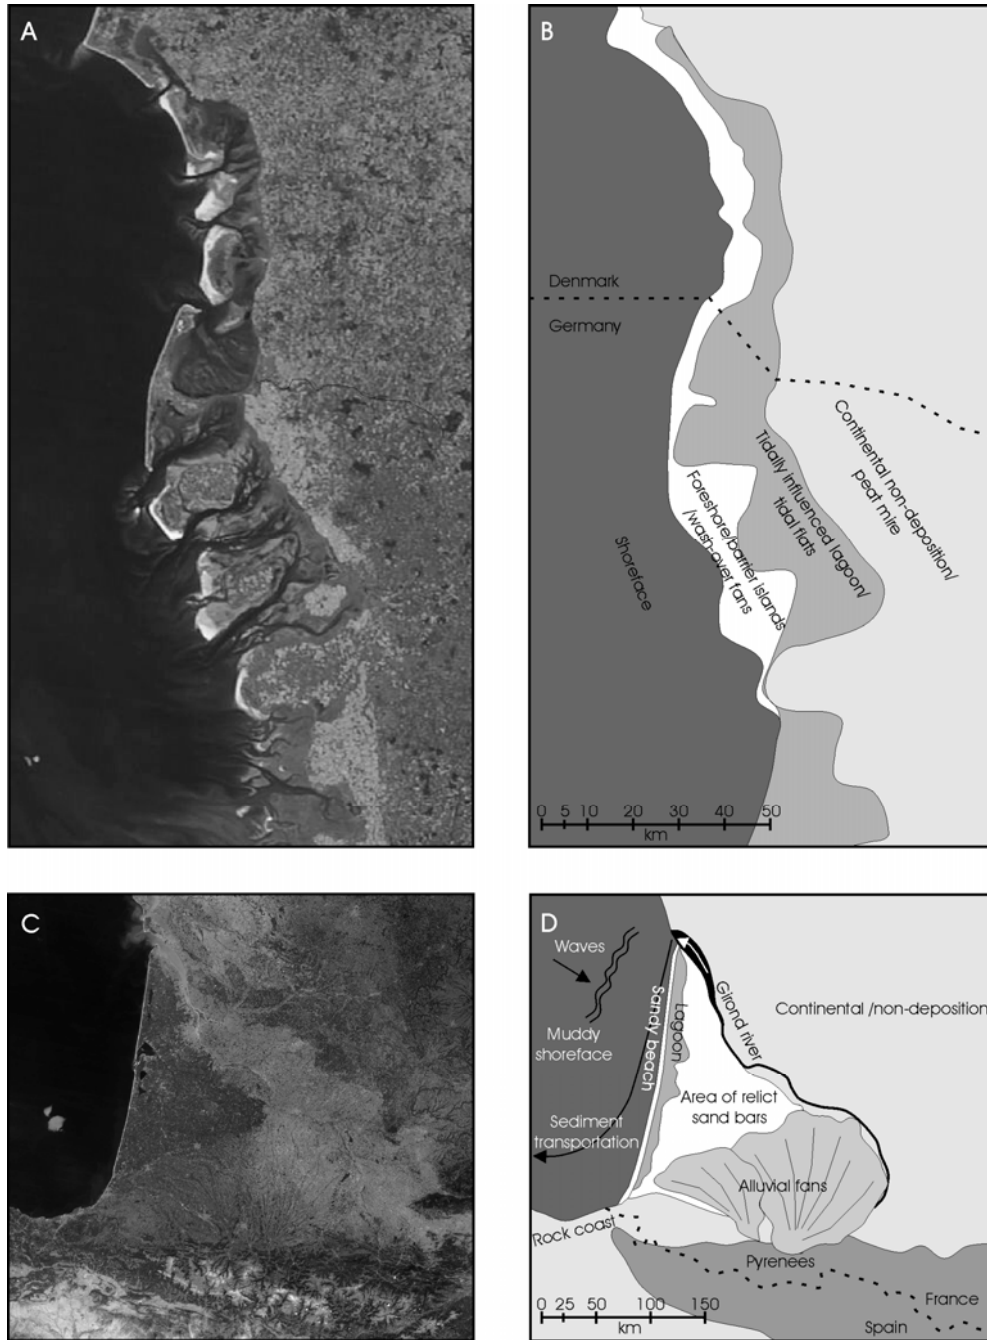 A
B
Denmark
Germany
Shoreface
Foreshore/barrier islands
/wash-over fans
Tidally influenced lagoon/
tidal flats
Continental non-deposition/
peat mire
0 5 10 20 30 40 50
km
C
D
Waves
Muddy
shoreface
Sediment
transportation
Sandy beach
Lagoon
Girond river
Continental /non-deposition
Area of relict
sand bars
Alluvial fans
Rock coast
Pyrenees
France
Spain
0 25 50 100 150
km